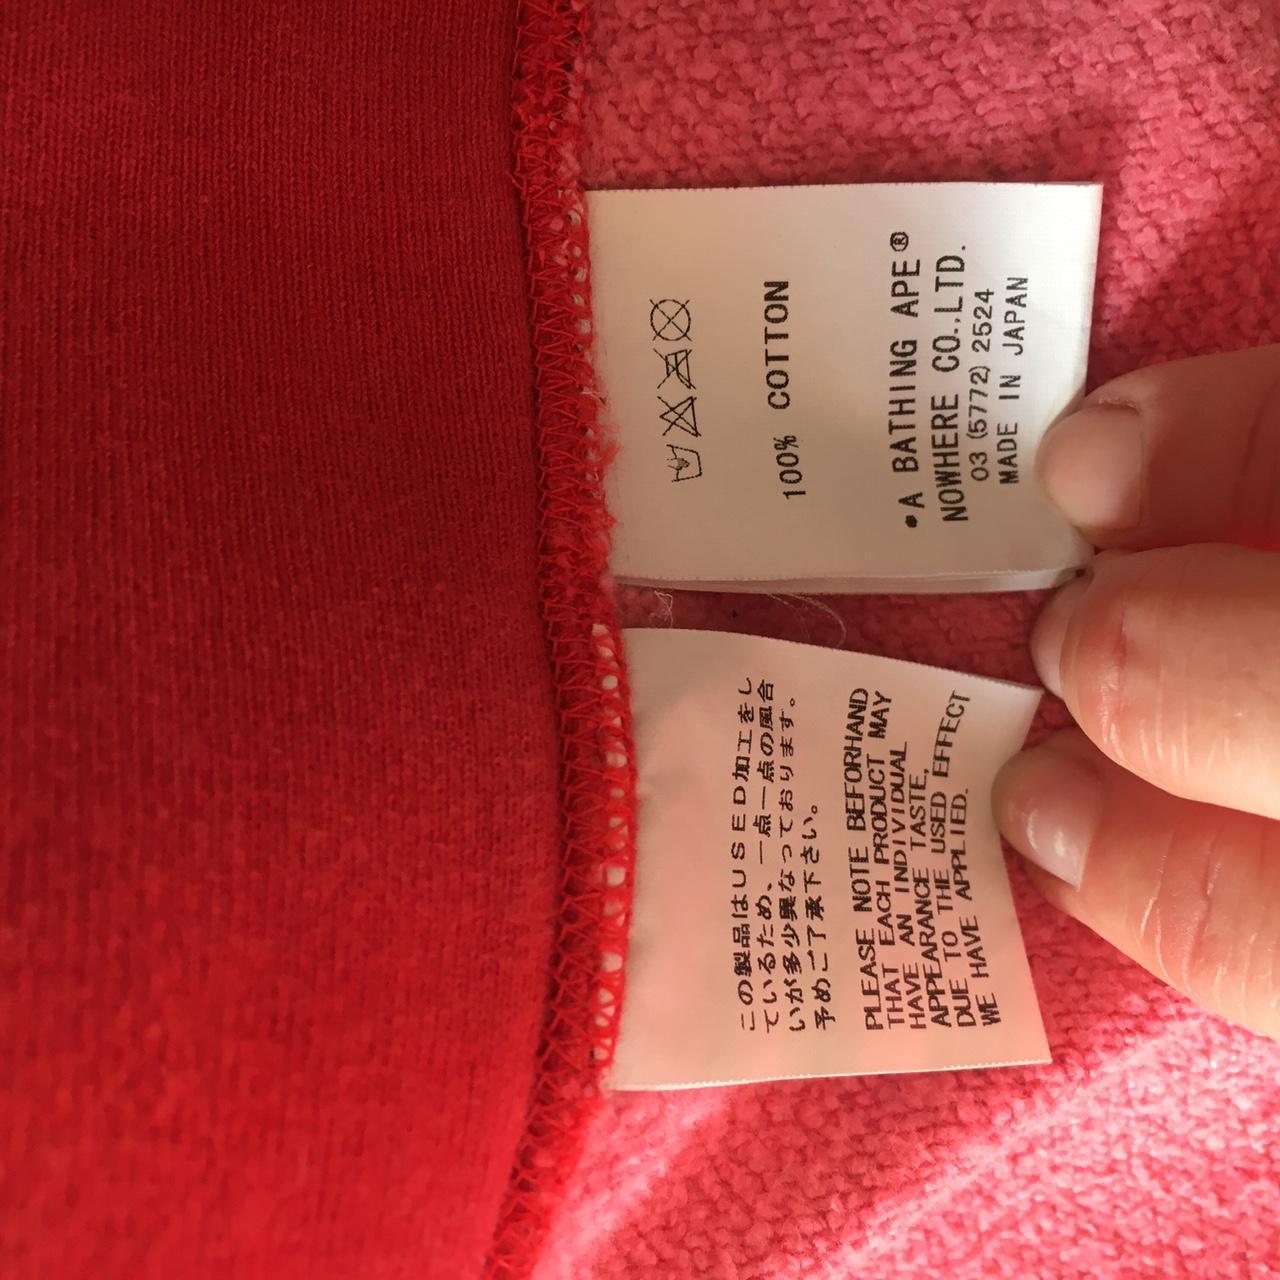 100% COTTON
•A BATHING APE®
NOWHERE CO.,LTD.
03 (5772) 2524
MADE IN JAPAN
この製品はUSED加工をし
ているため、一点一点の風合
いが多少異なっております。
予めご了承下さい。
PLEASE NOTE BEFORHAND
THAT EACH PRODUCT MAY
HAVE AN INDIVIDUAL
APPEARANCE TASTE,
DUE TO THE USED EFFECT
WE HAVE APPLIED.